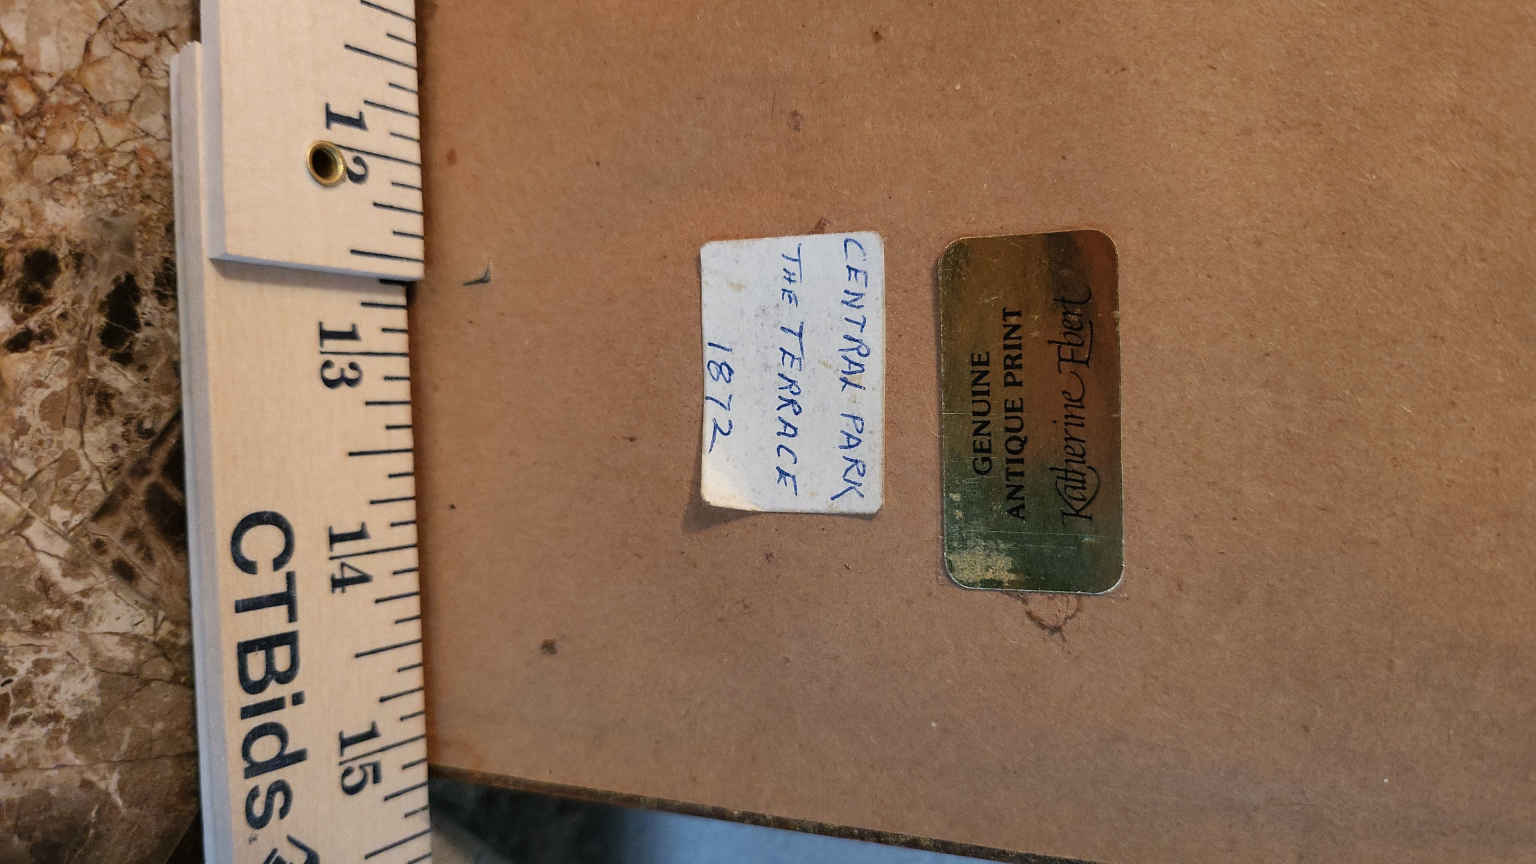 12
13
14
15
CTBids
CENTRAL PARK
THE TERRACE
1872
GENUINE
ANTIQUE PRINT
Katherine Ebert